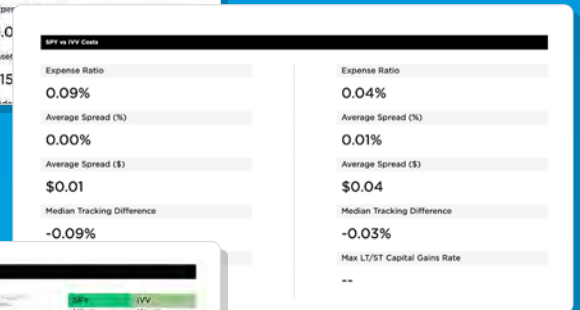 SPY vs IVV Costs
Expense Ratio
0.09%
Average Spread (%)
0.00%
Average Spread ($)
$0.01
Median Tracking Difference
-0.09%
Expense Ratio
0.04%
Average Spread (%)
0.01%
Average Spread ($)
$0.04
Median Tracking Difference
-0.03%
Max LT/ST Capital Gains Rate
--
SPY IVV